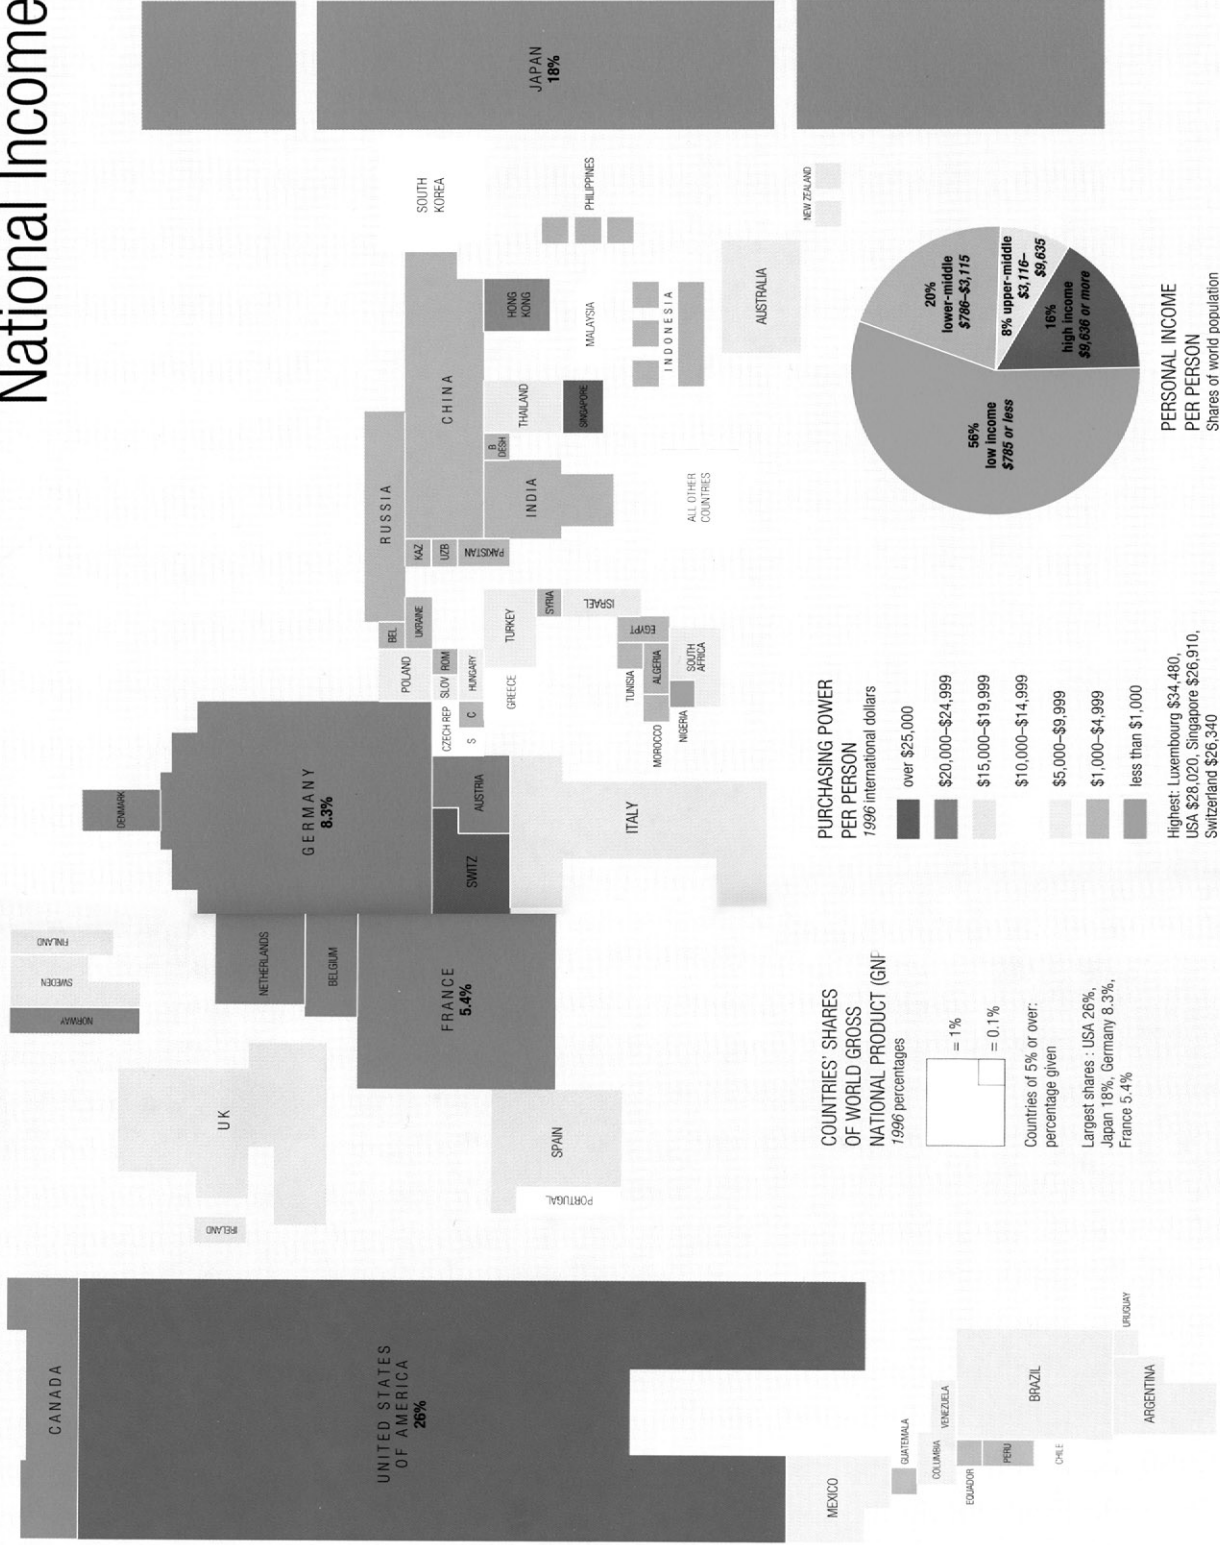 National Income
CANADA
UNITED STATES
OF AMERICA
26%
MEXICO
GUATEMALA
COLUMBIA
VENEZUELA
EQUADOR
PERU
BRAZIL
CHILE
ARGENTINA
URUGUAY
IRELAND
UK
NORWAY
SWEDEN
FINLAND
DENMARK
NETHERLANDS
BELGIUM
FRANCE
5.4%
SPAIN
PORTUGAL
GERMANY
8.3%
SWITZ
AUSTRIA
ITALY
CZECH REP
SLOV
ROM
S
C
HUNGARY
POLAND
BEL
UKRAINE
GREECE
TURKEY
SYRIA
ISRAEL
TUNISIA
EGYPT
MOROCCO
ALGERIA
NIGERIA
SOUTH
AFRICA
RUSSIA
KAZ
UZB
PAKISTAN
CHINA
INDIA
B
DESH
THAILAND
SINGAPORE
HONG
KONG
MALAYSIA
INDONESIA
SOUTH
KOREA
PHILIPPINES
ALL OTHER
COUNTRIES
AUSTRALIA
NEW ZEALAND
JAPAN
18%
COUNTRIES' SHARES
OF WORLD GROSS
NATIONAL PRODUCT (GNP
1996 percentages
= 1%
= 0.1%
Countries of 5% or over:
percentage given
Largest shares : USA 26%,
Japan 18%, Germany 8.3%,
France 5.4%
PURCHASING POWER
PER PERSON
1996 international dollars
over $25,000
$20,000–$24,999
$15,000–$19,999
$10,000–$14,999
$5,000–$9,999
$1,000–$4,999
less than $1,000
Highest: Luxembourg $34,480,
USA $28,020, Singapore $26,910,
Switzerland $26,340
56%
low income
$785 or less
20%
lower-middle
$786–$3,115
8% upper-middle
$3,116–
$9,635
16%
high income
$9,636 or more
PERSONAL INCOME
PER PERSON
Shares of world population